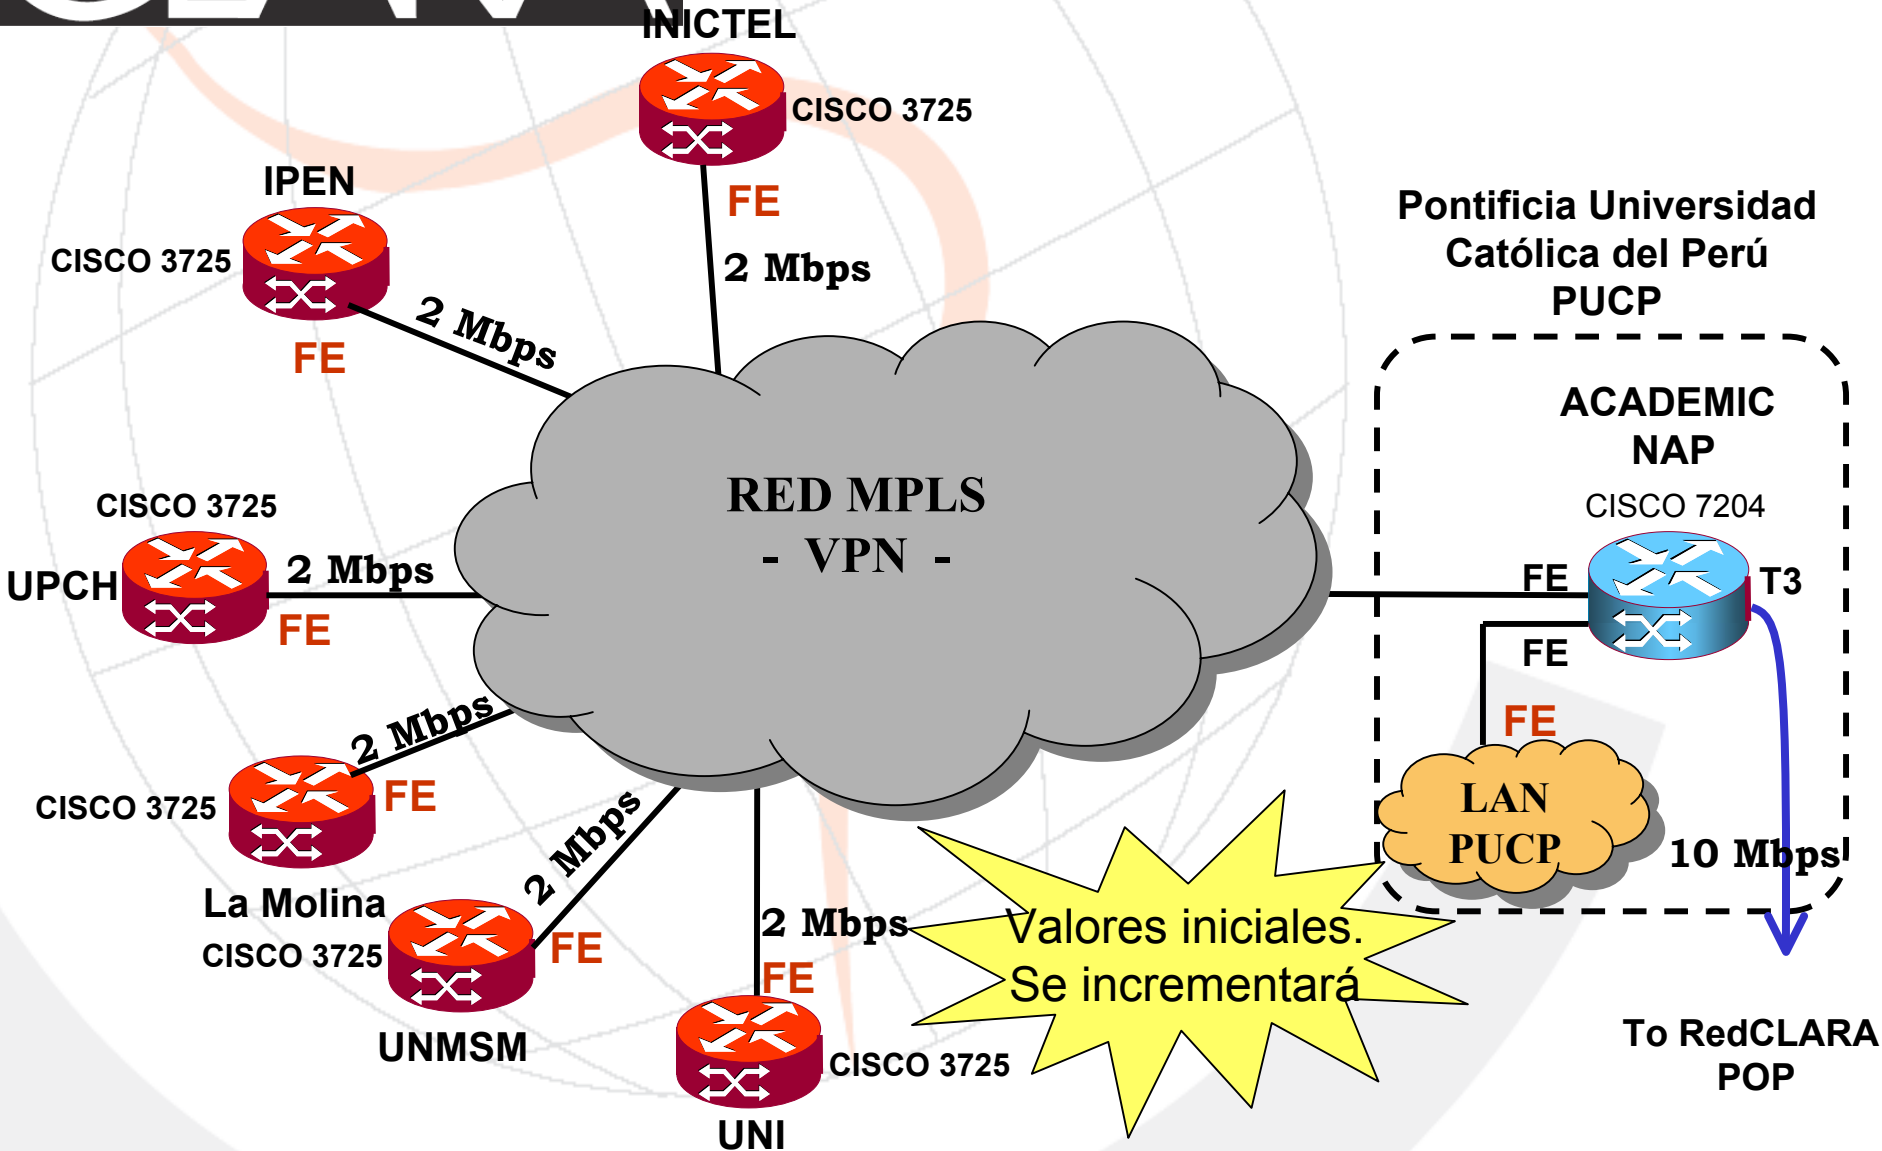 INICTEL
CISCO 3725
FE
2 Mbps
IPEN
CISCO 3725
FE
2 Mbps
Pontificia Universidad
Católica del Perú
PUCP
ACADEMIC
NAP
CISCO 7204
FE
T3
FE
FE
LAN
PUCP
10 Mbps
To RedCLARA
POP
RED MPLS
- VPN -
CISCO 3725
UPCH
2 Mbps
FE
2 Mbps
CISCO 3725
FE
La Molina
2 Mbps
CISCO 3725
FE
UNMSM
2 Mbps
FE
CISCO 3725
UNI
Valores iniciales.
Se incrementará